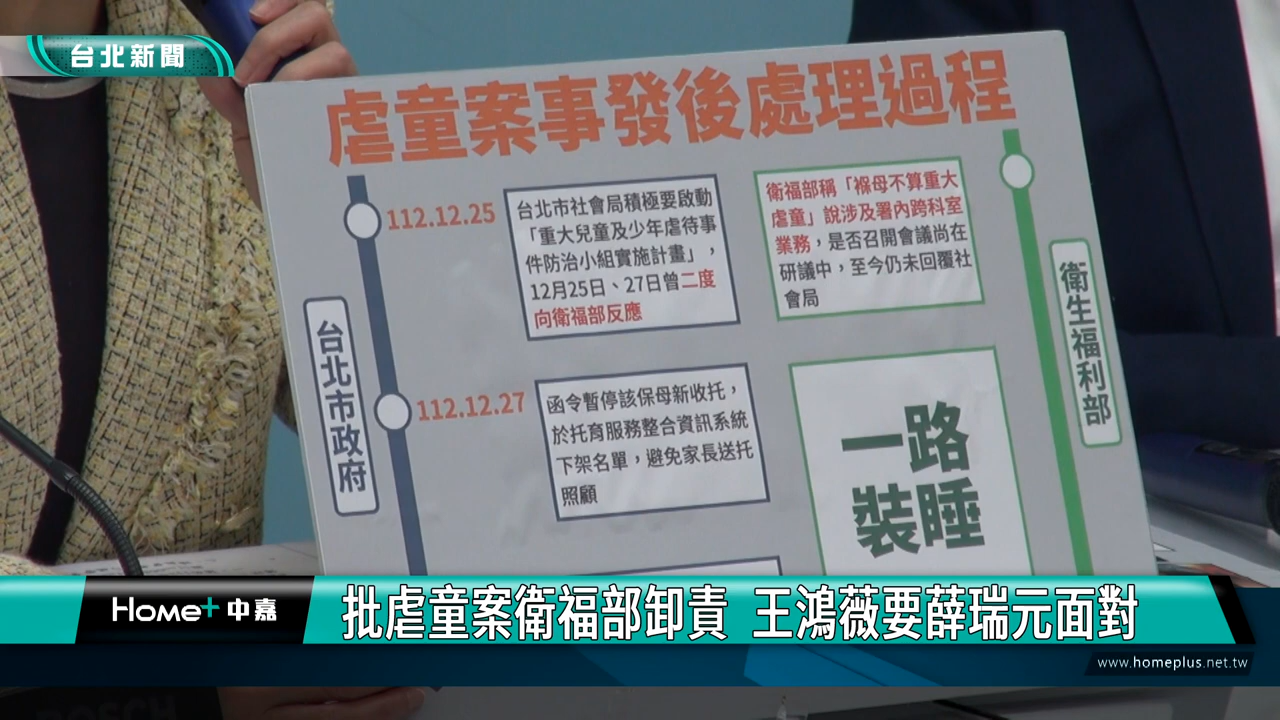 台北新聞
虐童案事發後處理過程
112.12.25
台北市社會局積極要啟動
「重大兒童及少年虐待事
件防治小組實施計畫」，
12月25日、27日曾二度
向衛福部反應
衛福部稱「褓母不算重大
虐童」說涉及署內跨科室
業務，是否召開會議尚在
研議中，至今仍未回覆社
會局
台北市政府
衛生福利部
112.12.27
函令暫停該保母新收托，
於托育服務整合資訊系統
下架名單，避免家長送托
照顧
一路
裝睡
Home+中嘉
批虐童案衛福部卸責 王鴻薇要薛瑞元面對
www.homeplus.net.tw
BOSCH